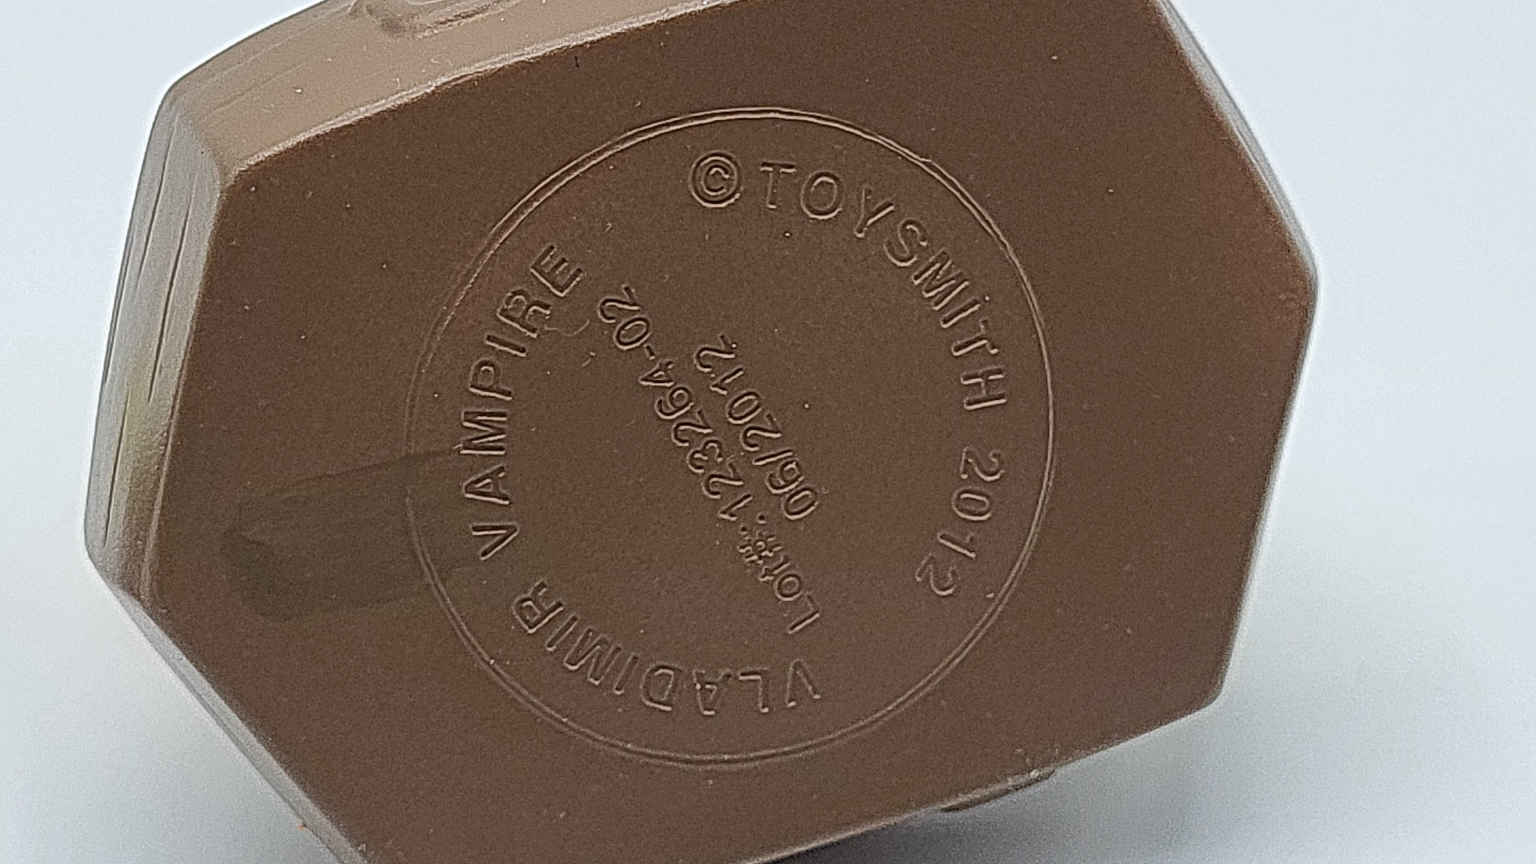 ©TOYSMITH 2012
VLADIMIR VAMPIRE
Lot#:123264-02
06/2012